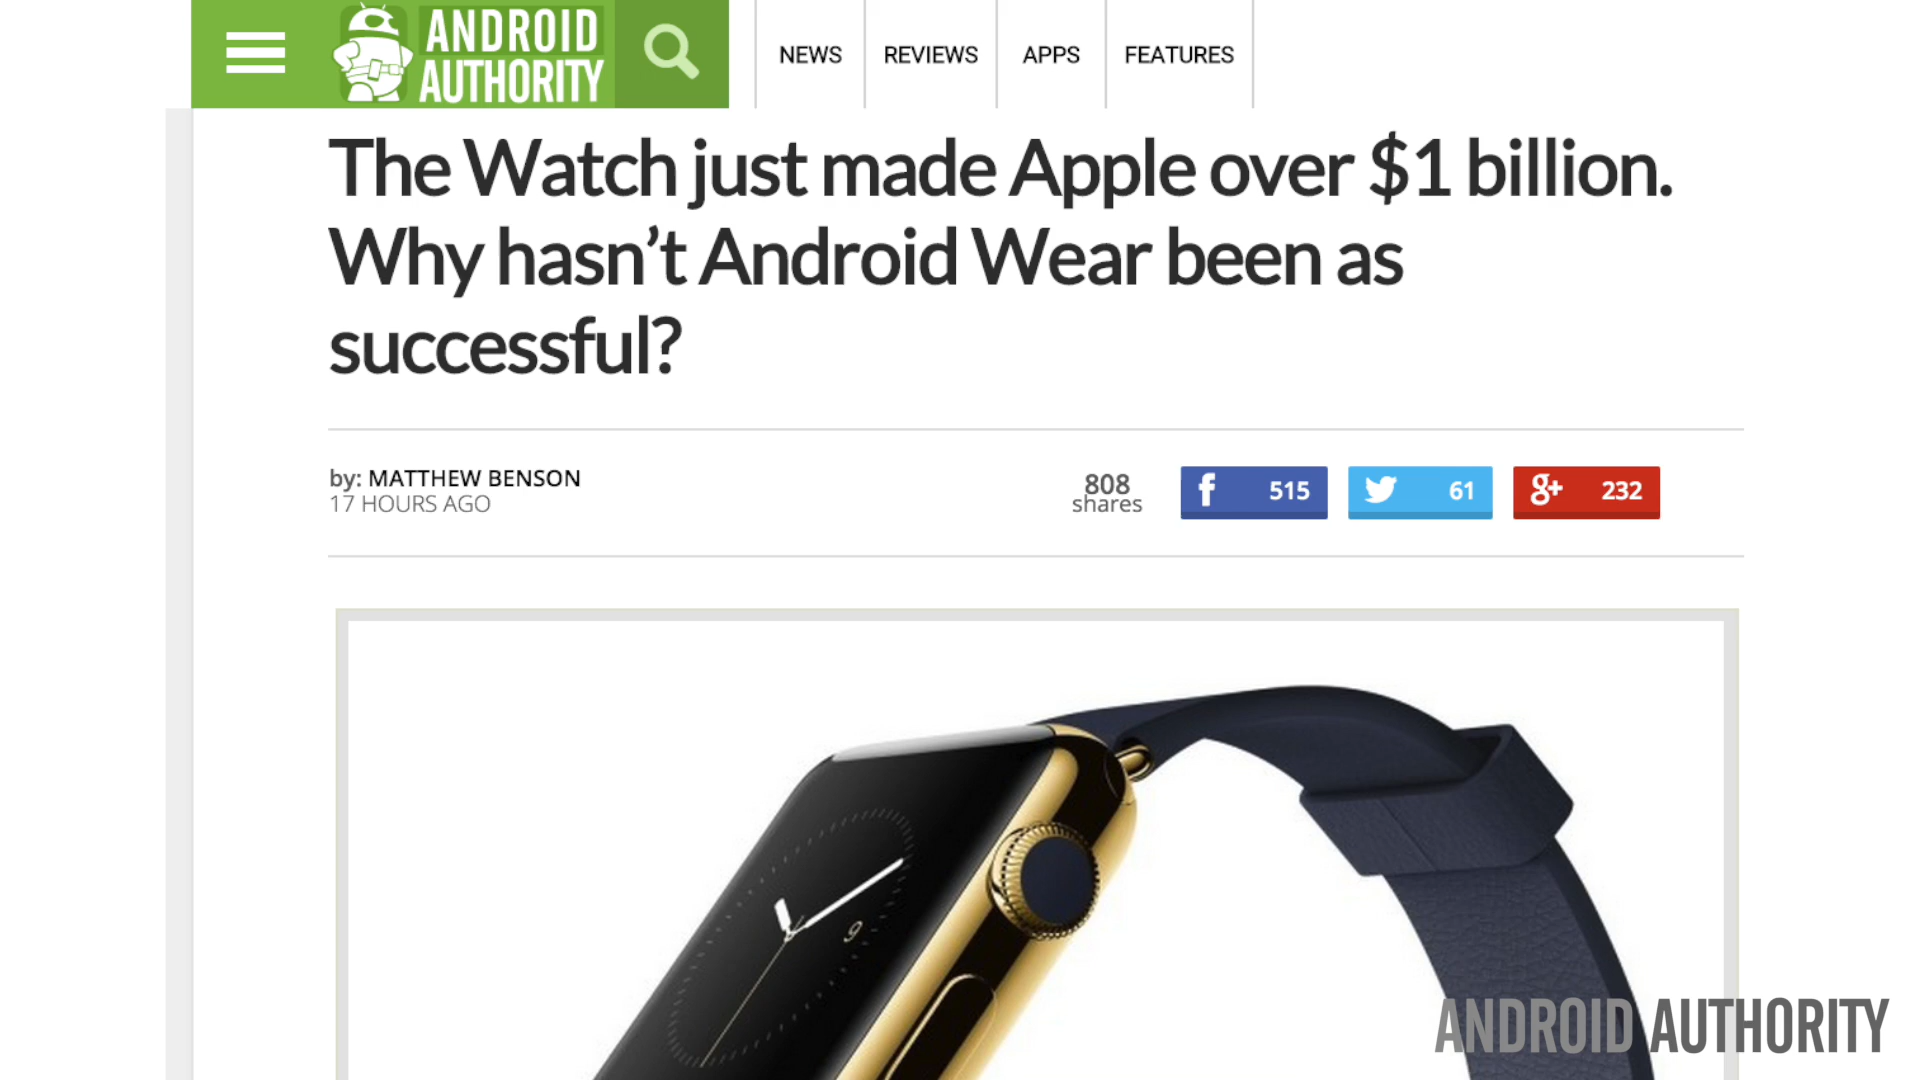 ANDROID
AUTHORITY
NEWS
REVIEWS
APPS
FEATURES
The Watch just made Apple over $1 billion.
Why hasn’t Android Wear been as
successful?
by: MATTHEW BENSON
17 HOURS AGO
808
shares
f 515
61
g+ 232
9
ANDROID AUTHORITY